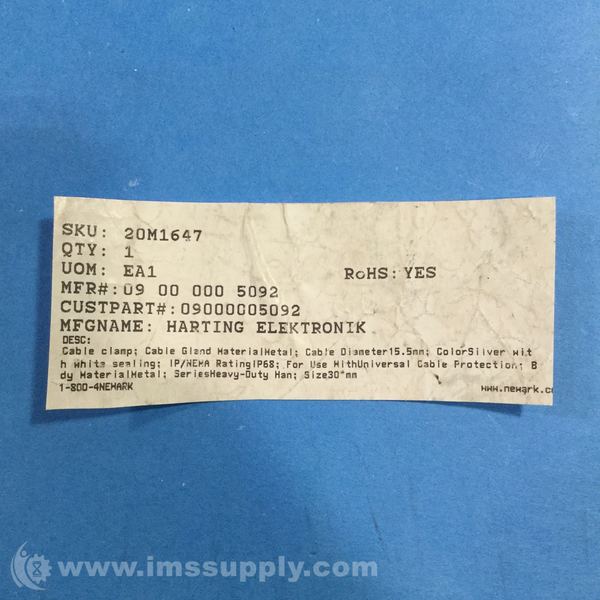 SKU: 20M1647
QTY: 1
UOM: EA1 RoHS: YES
MFR#: 09 00 000 5092
CUSTPART#: 09000005092
MFGNAME: HARTING ELEKTRONIK
DESC:
Cable clamp; Cable Gland MaterialMetal; Cable Diameter15.5mm; ColorSilver wit
h White sealing; IP/NEMA RatingIP68; For Use WithUniversal Cable Protection; B
dy MaterialMetal; SeriesHeavy-Duty Han; Size30*mm
1-800-4NEWARK www.newark.co
www.imssupply.com